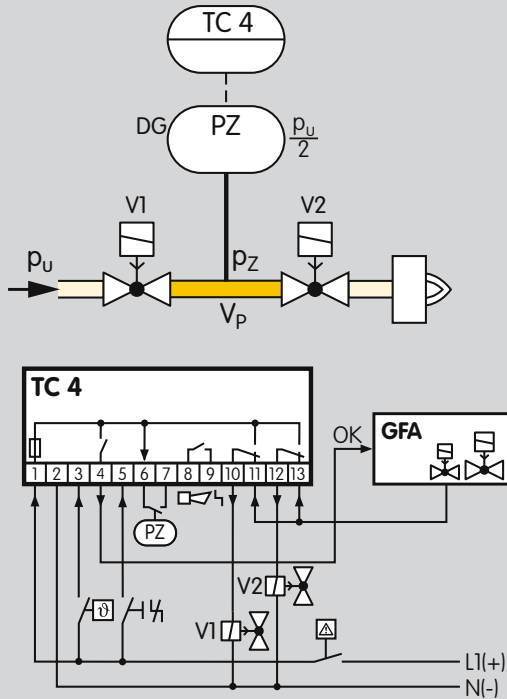 TC 4
DG
PZ
pu
2
V1
V2
pu
pZ
VP
TC 4
1 2 3 4 5 6 7 8 9 10 11 12 13
OK
GFA
PZ
ϑ
V2
V1
L1(+)
N(-)